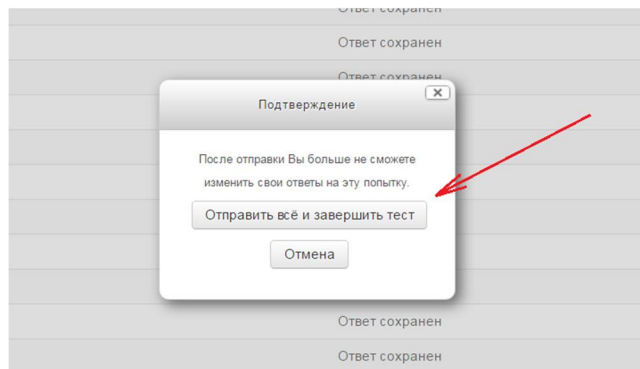 Ответ сохранен
Ответ сохранен
Ответ сохранен
Подтверждение
После отправки Вы больше не сможете
изменить свои ответы на эту попытку.
Отправить всё и завершить тест
Отмена
Ответ сохранен
Ответ сохранен